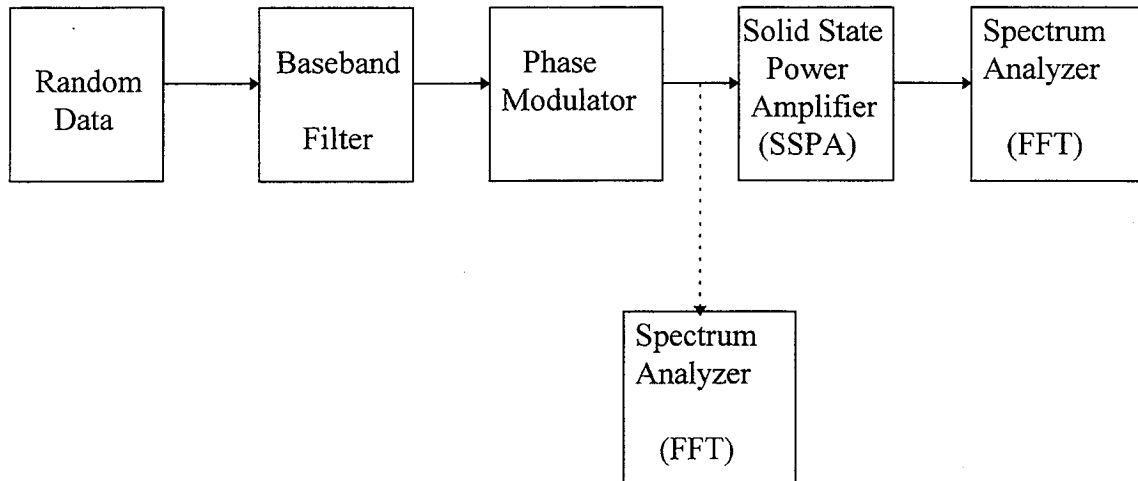 Random
Data
Baseband
Filter
Phase
Modulator
Solid State
Power
Amplifier
(SSPA)
Spectrum
Analyzer
(FFT)
Spectrum
Analyzer
(FFT)